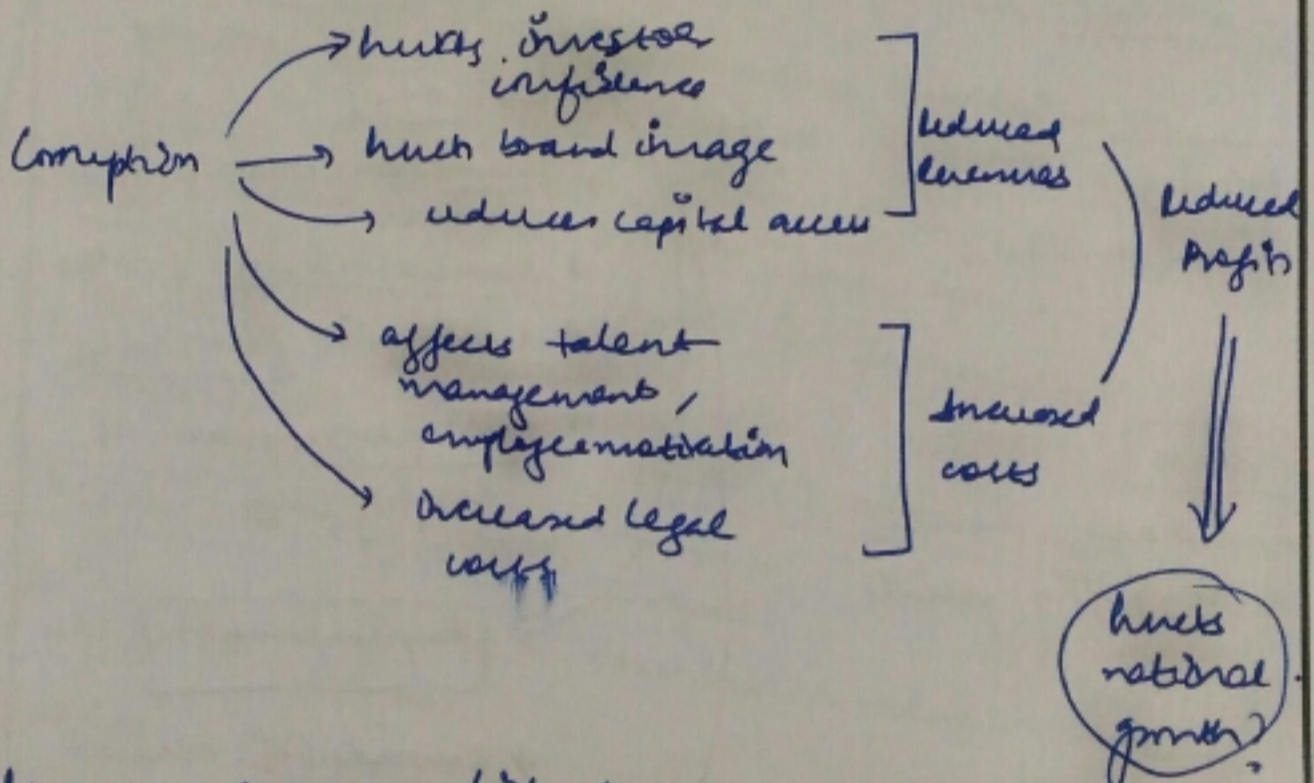 Corruption
hurts investor
confidence
hurts brand image
reduces capital access
reduced
revenues
affects talent
management,
employee motivation
increased legal
costs
Increased
costs
Reduced
Profits
hurts
national
growth